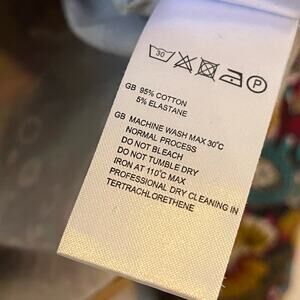 30 P
GB 95% COTTON
5% ELASTANE
GB MACHINE WASH MAX 30°C
NORMAL PROCESS
DO NOT BLEACH
DO NOT TUMBLE DRY
IRON AT 110°C MAX
PROFESSIONAL DRY CLEANING IN
TERTRACHLORETHENE